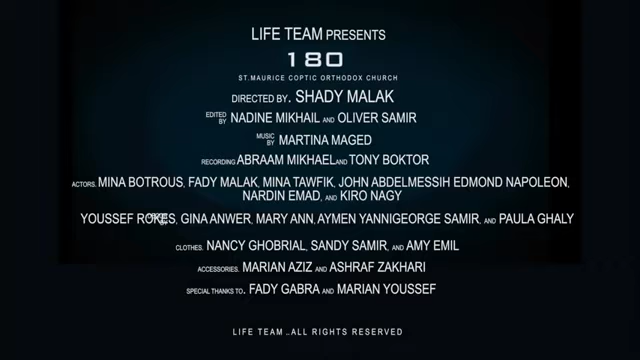 LIFE TEAM PRESENTS
180
ST.MAURICE COPTIC ORTHODOX CHURCH
DIRECTED BY. SHADY MALAK
EDITED BY NADINE MIKHAIL AND OLIVER SAMIR
MUSIC BY MARTINA MAGED
RECORDING ABRAAM MIKHAEL AND TONY BOKTOR
ACTORS. MINA BOTROUS, FADY MALAK, MINA TAWFIK, JOHN ABDELMESSIH EDMOND NAPOLEON,
NARDIN EMAD, AND KIRO NAGY
YOUSSEF ROKES, GINA ANWER, MARY ANN, AYMEN YANNIGEORGE SAMIR, AND PAULA GHALY
CLOTHES. NANCY GHOBRIAL, SANDY SAMIR, AND AMY EMIL
ACCESSORIES. MARIAN AZIZ AND ASHRAF ZAKHARI
SPECIAL THANKS TO. FADY GABRA AND MARIAN YOUSSEF
LIFE TEAM ..ALL RIGHTS RESERVED